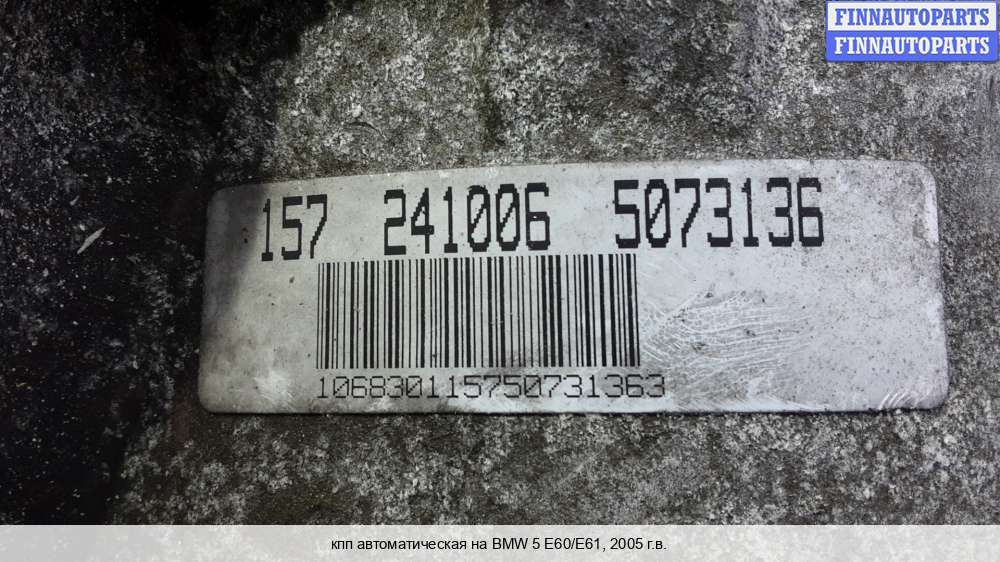 FINNAUTOPARTS
FINNAUTOPARTS
157 241006 5073136
106830115750731363
кпп автоматическая на BMW 5 E60/E61, 2005 г.в.